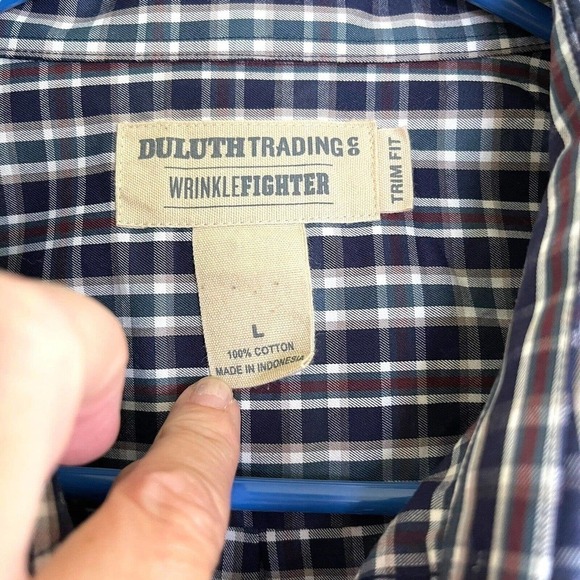 DULUTH TRADING CO
WRINKLEFIGHTER
TRIM FIT
L
100% COTTON
MADE IN INDONESIA